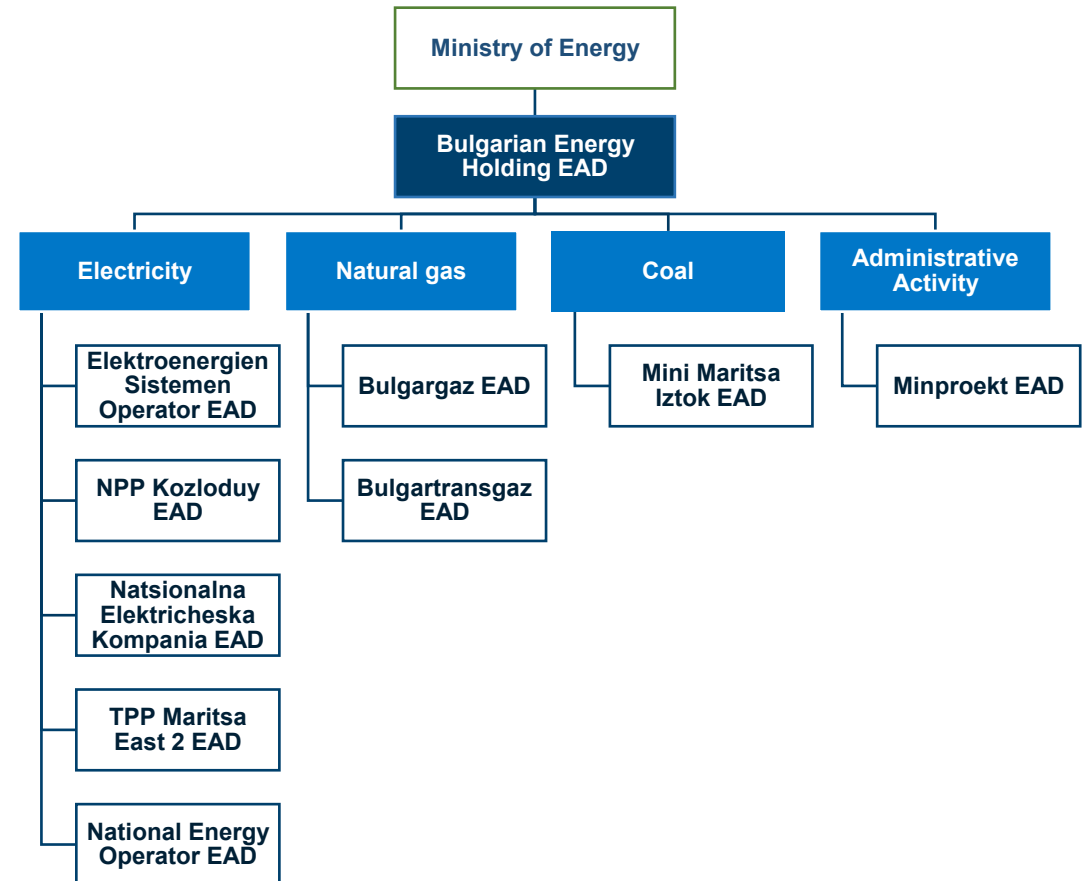 Ministry of Energy
Bulgarian Energy
Holding EAD
Electricity
Natural gas
Coal
Administrative
Activity
Elektroenergien
Sistemen
Operator EAD
NPP Kozloduy
EAD
Natsionalna
Elektricheska
Kompania EAD
TPP Maritsa
East 2 EAD
National Energy
Operator EAD
Bulgargaz EAD
Bulgartransgaz
EAD
Mini Maritsa
Iztok EAD
Minproekt EAD